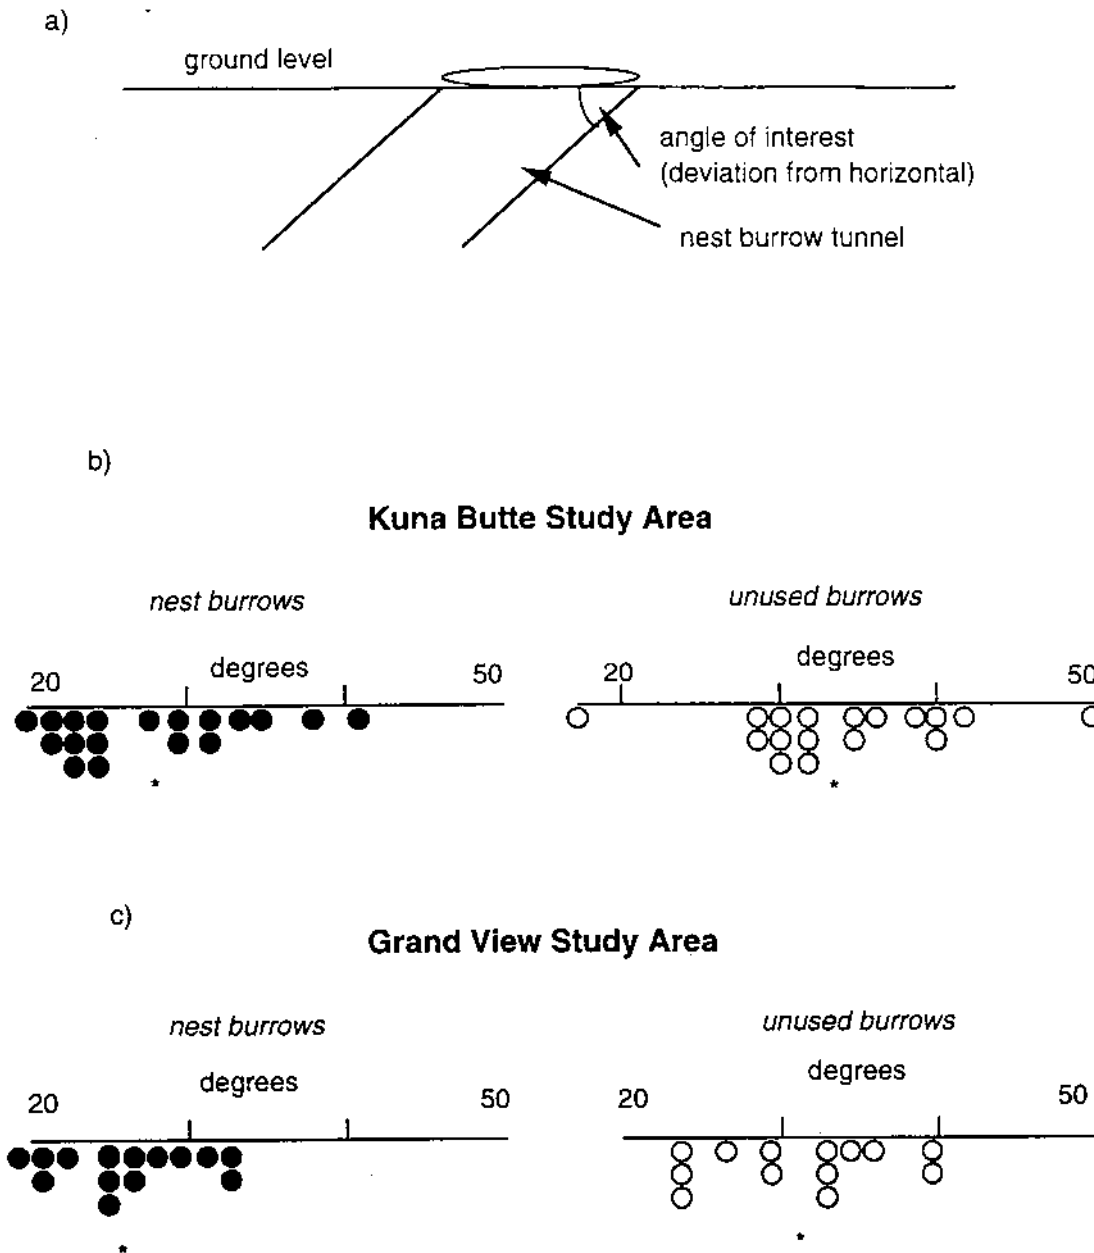 a)
ground level
angle of interest
(deviation from horizontal)
nest burrow tunnel
b)
Kuna Butte Study Area
nest burrows
unused burrows
degrees
degrees
20
50
20
50
*
*
c)
Grand View Study Area
nest burrows
unused burrows
degrees
degrees
20
50
20
50
*
*